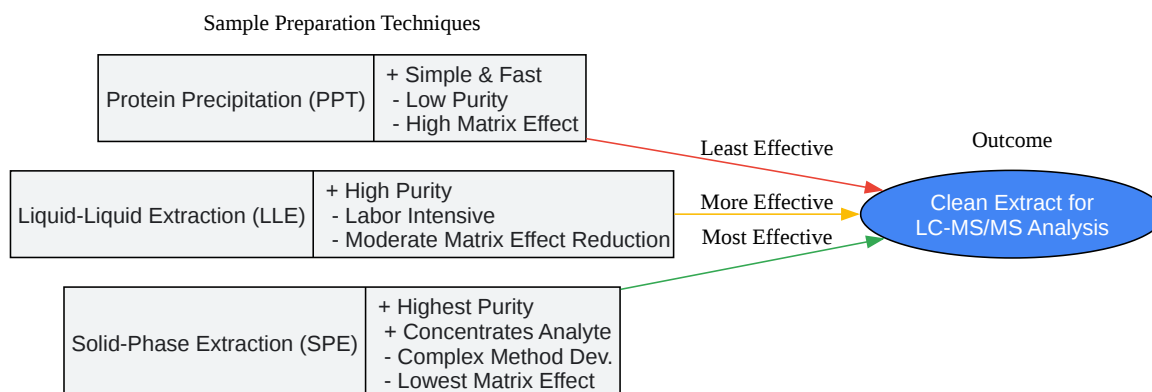 Sample Preparation Techniques
Protein Precipitation (PPT)
+ Simple & Fast
- Low Purity
- High Matrix Effect
Least Effective
Outcome
Liquid-Liquid Extraction (LLE)
+ High Purity
- Labor Intensive
- Moderate Matrix Effect Reduction
More Effective
Clean Extract for
LC-MS/MS Analysis
Most Effective
Solid-Phase Extraction (SPE)
+ Highest Purity
+ Concentrates Analyte
- Complex Method Dev.
- Lowest Matrix Effect